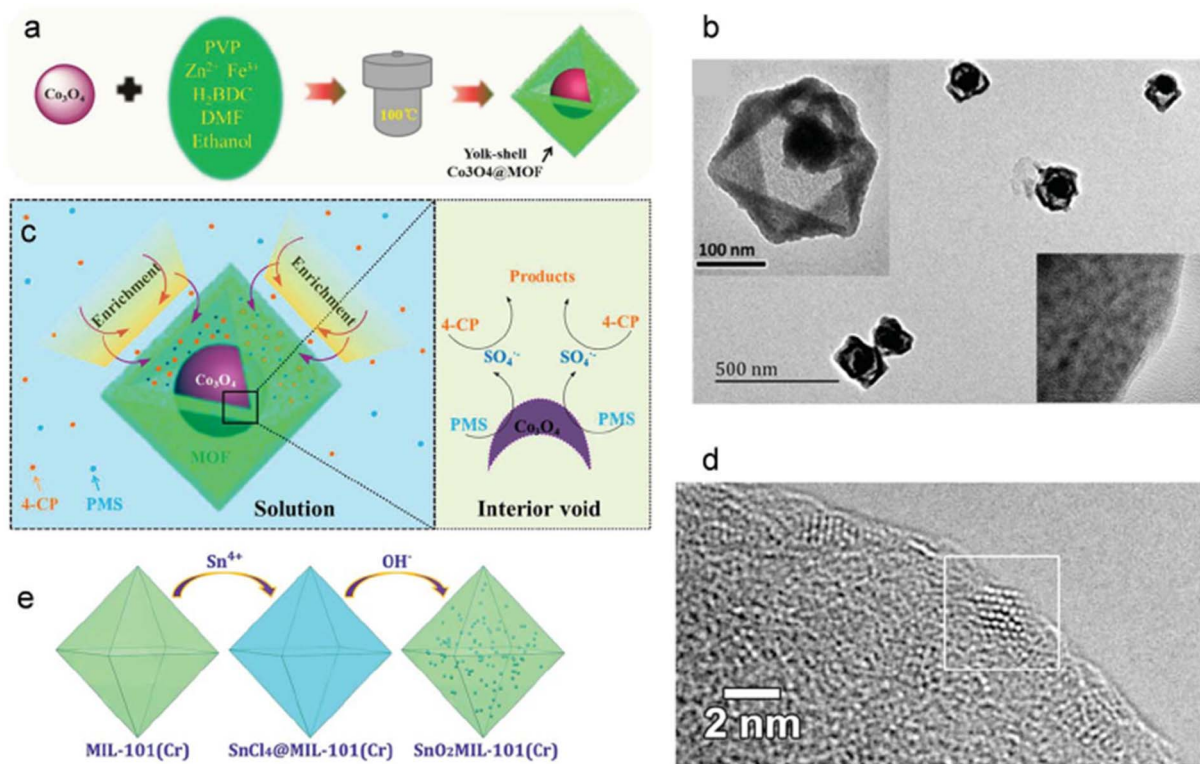 a
Co₃O₄
PVP
Zn²⁺ Fe³⁺
H₂BDC
DMF
Ethanol
100℃
Yolk-shell
Co3O4@MOF
b
100 nm
500 nm
c
Enrichment
Enrichment
Co₃O₄
MOF
4-CP
PMS
Solution
Products
4-CP
4-CP
SO₄·-
SO₄·-
PMS
PMS
Co₃O₄
Interior void
d
2 nm
e
Sn⁴⁺
OH⁻
MIL-101(Cr)
SnCl₄@MIL-101(Cr)
SnO₂MIL-101(Cr)